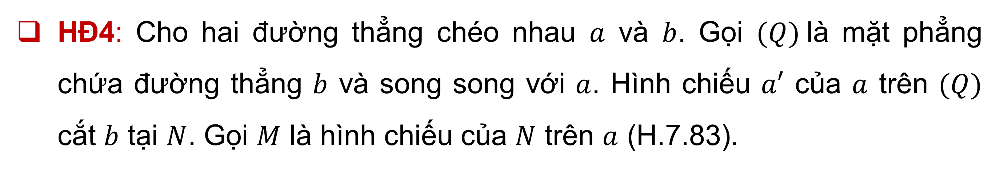 ❑ HĐ4: Cho hai đường thẳng chéo nhau a và b. Gọi (Q) là mặt phẳng
chứa đường thẳng b và song song với a. Hình chiếu a′ của a trên (Q)
cắt b tại N. Gọi M là hình chiếu của N trên a (H.7.83).